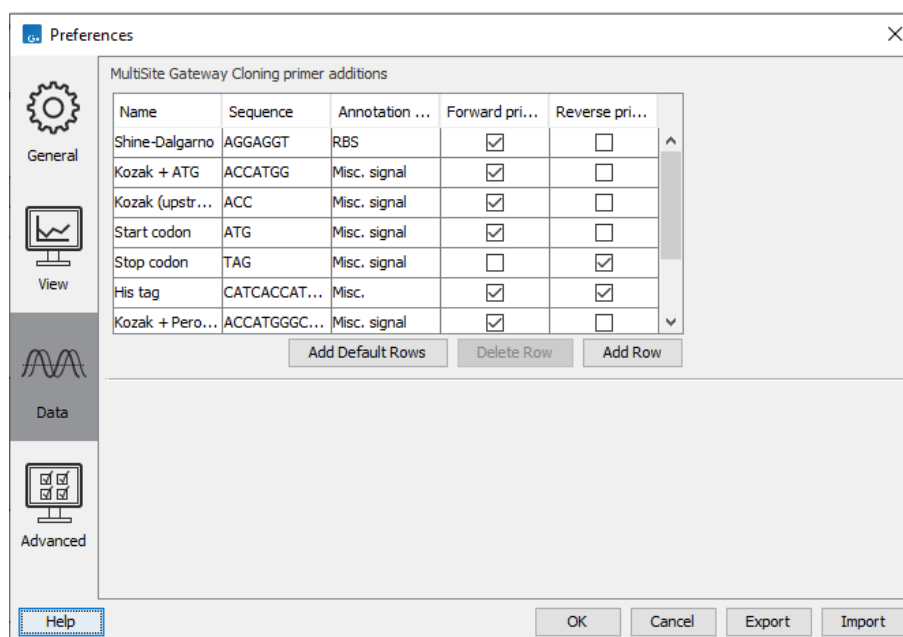 G.
Preferences
MultiSite Gateway Cloning primer additions
Name Sequence Annotation ... Forward pri... Reverse pri...
Shine-Dalgarno AGGAGGT RBS
Kozak + ATG ACCATGG Misc. signal
Kozak (upstr... ACC Misc. signal
Start codon ATG Misc. signal
Stop codon TAG Misc. signal
His tag CATCACCAT... Misc.
Kozak + Pero... ACCATGGGC... Misc. signal
Add Default Rows Delete Row Add Row
General
View
Data
Advanced
Help OK Cancel Export Import